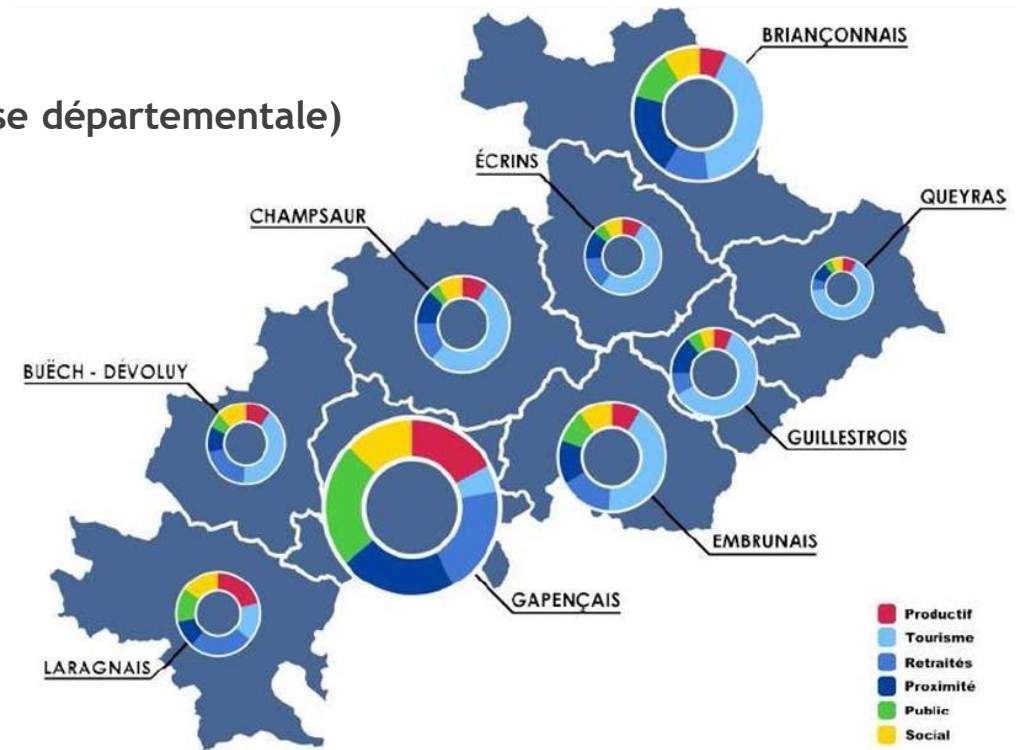 BRIANÇONNAIS
se départementale)
ÉCRINS
QUEYRAS
CHAMPSAUR
BUËCH - DÉVOLUY
GUILLESTROIS
EMBRUNAIS
GAPENÇAIS
LARAGNAIS
Productif
Tourisme
Retraités
Proximité
Public
Social